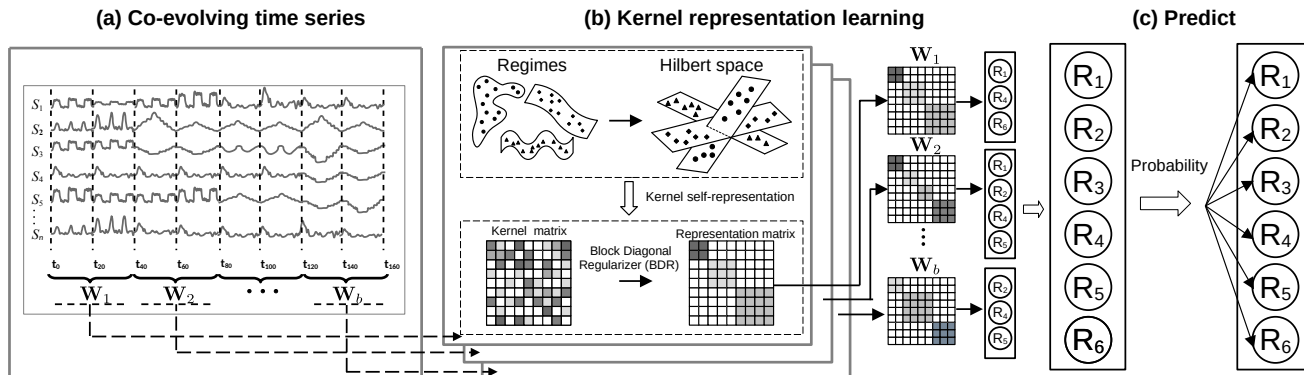 (a) Co-evolving time series
S1
S2
S3
S4
S5
⋮
Sn
t0 t20 t40 t60 t80 t100 t120 t140 t160
W1 W2 ••• Wb
(b) Kernel representation learning
Regimes
Hilbert space
Kernel self-representation
Kernel matrix
Block Diagonal
Regularizer (BDR)
Representation matrix
W1
R1
R4
R6
W2
R1
R2
R4
R5
⋮
Wb
R2
R4
R5
(c) Predict
R1
R2
R3
R4
R5
R6
Probability
R1
R2
R3
R4
R5
R6